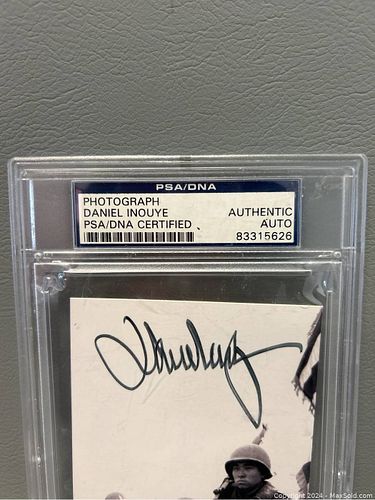 PSA/DNA
PHOTOGRAPH
DANIEL INOUYE
AUTHENTIC
PSA/DNA CERTIFIED
AUTO
83315626
Copyright 2024 - MaxSold.com